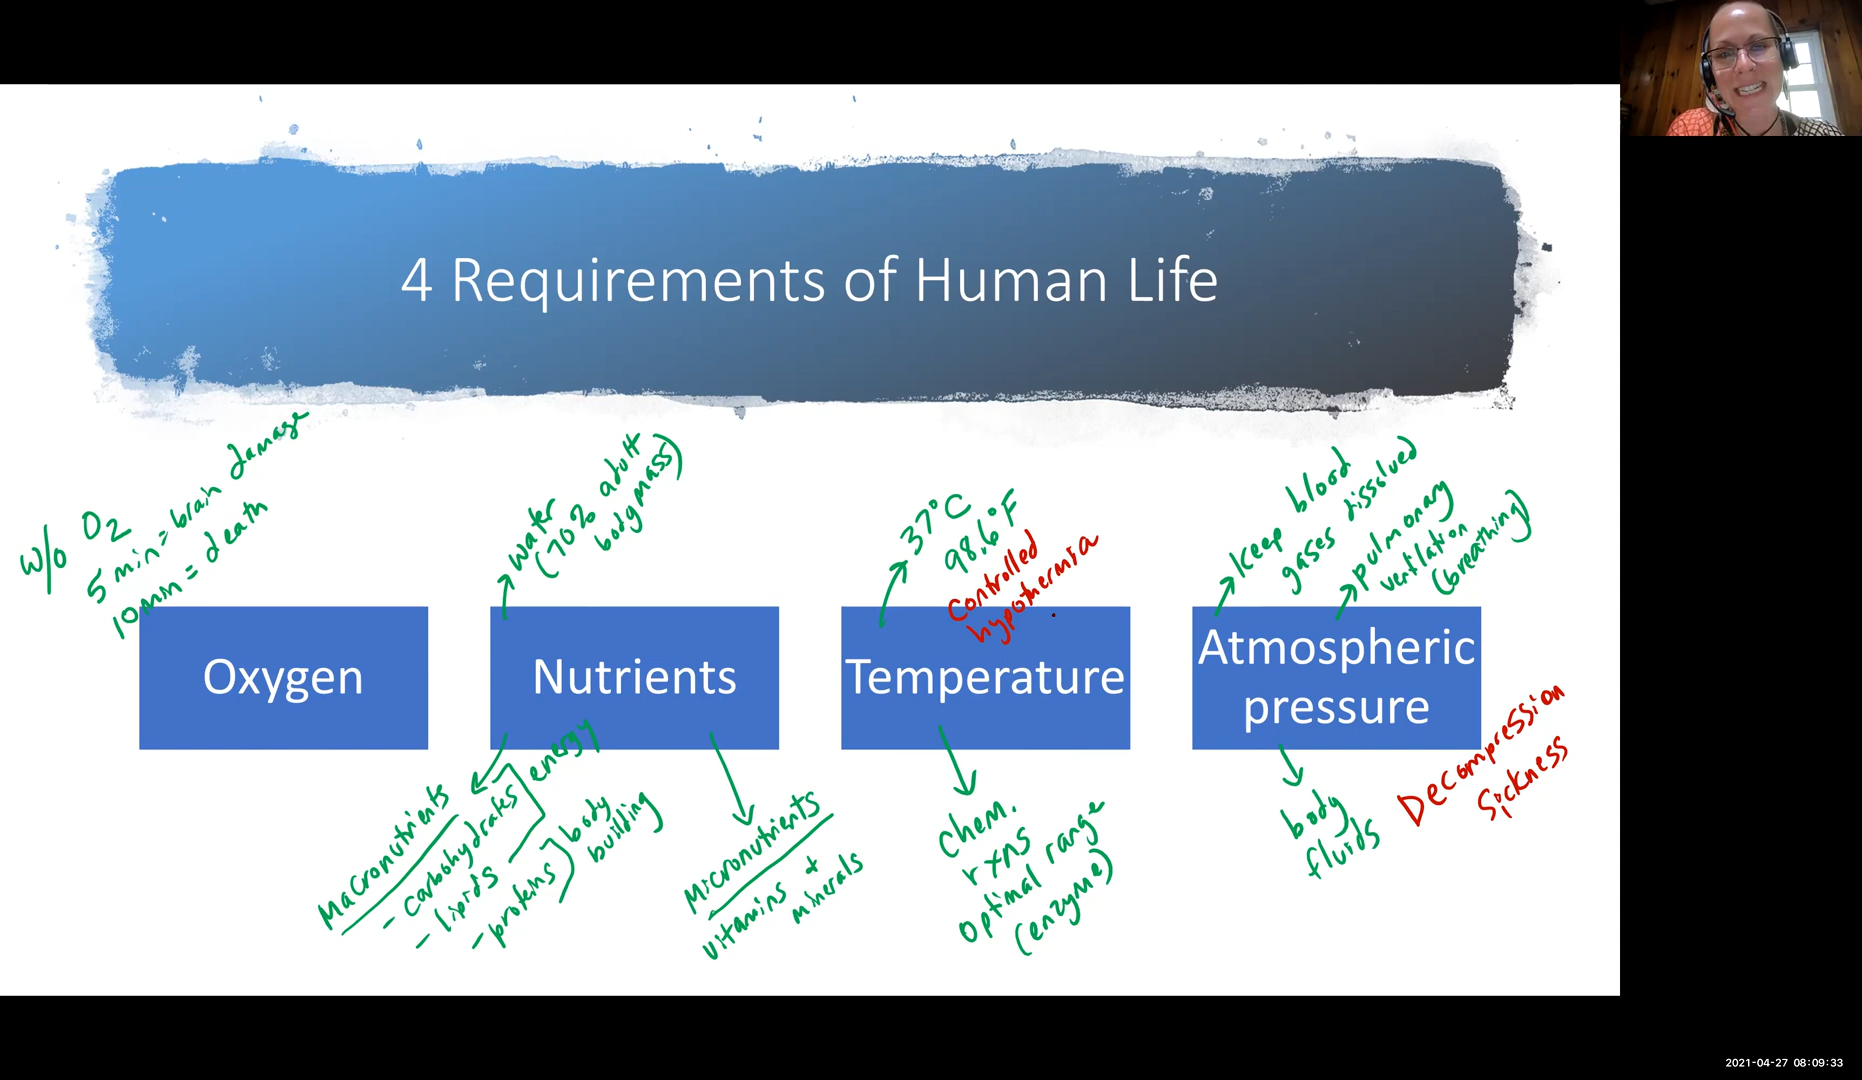 4 Requirements of Human Life
w/o O2
5 min = brain damage
10 min = death
Oxygen
water
(70% adult
body mass)
Nutrients
Macronutrients
- carbohydrates
- lipids
- proteins
energy
body
building
Micronutrients
vitamins +
minerals
37°C
98.6°F
Controlled
hypothermia
Temperature
Chem.
rxns
optimal range
(enzyme)
keep blood
gases dissolved
pulmonary
ventilation
(breathing)
Atmospheric
pressure
body
fluids
Decompression
Sickness
2021-04-27 08:09:33